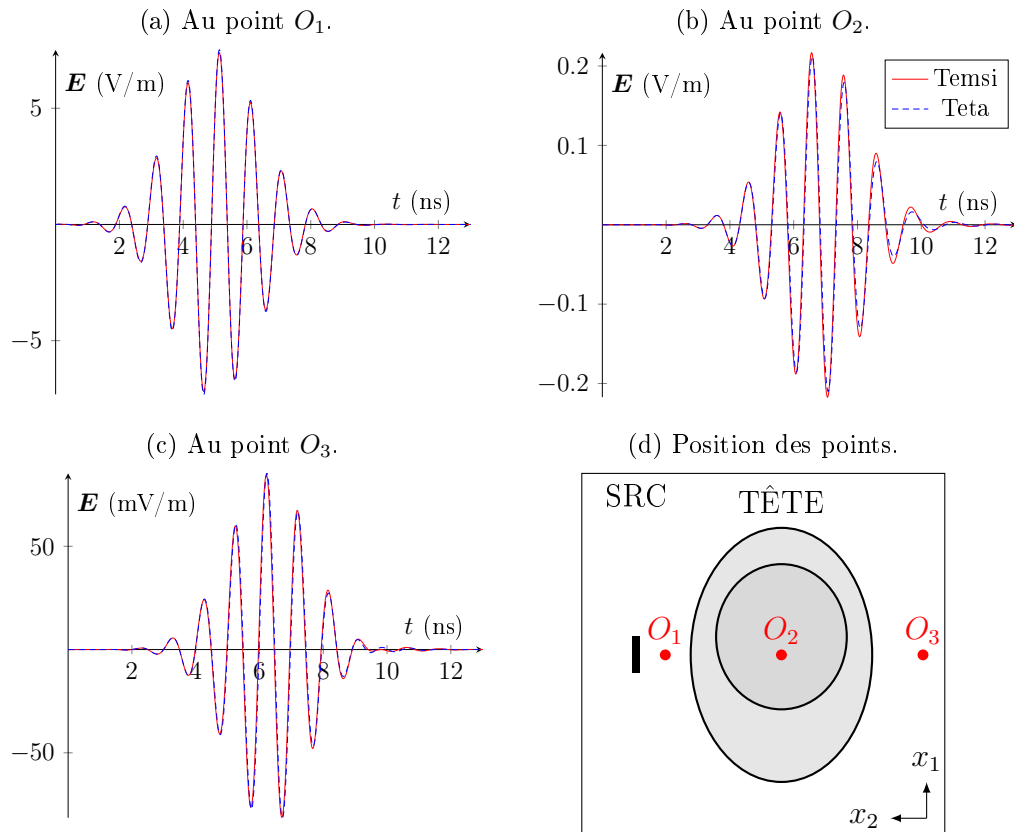 (a) Au point O₁.
E (V/m)
5
−5
t (ns)
2 4 6 8 10 12
(b) Au point O₂.
E (V/m)
0.2
0.1
−0.1
−0.2
Temsi
Teta
t (ns)
2 4 6 8 10 12
(c) Au point O₃.
E (mV/m)
50
−50
t (ns)
2 4 6 8 10 12
(d) Position des points.
SRC
TÊTE
O₁ O₂ O₃
x₁
x₂